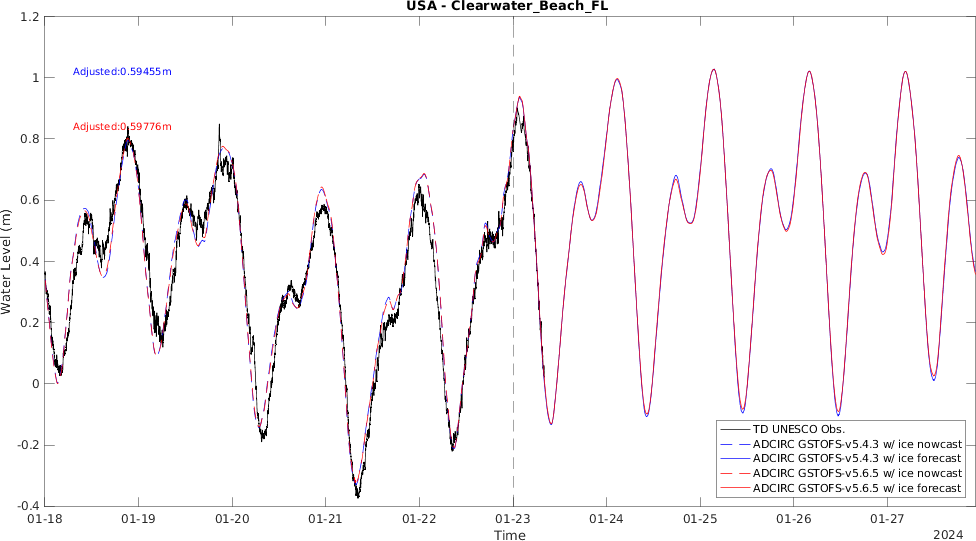 USA - Clearwater_Beach_FL
1.2
1
0.8
0.6
0.4
0.2
0
-0.2
-0.4
Water Level (m)
Adjusted:0.59455m
Adjusted:0.59776m
TD UNESCO Obs.
ADCIRC GSTOFS-v5.4.3 w/ ice nowcast
ADCIRC GSTOFS-v5.4.3 w/ ice forecast
ADCIRC GSTOFS-v5.6.5 w/ ice nowcast
ADCIRC GSTOFS-v5.6.5 w/ ice forecast
01-18 01-19 01-20 01-21 01-22 01-23 01-24 01-25 01-26 01-27
Time
2024